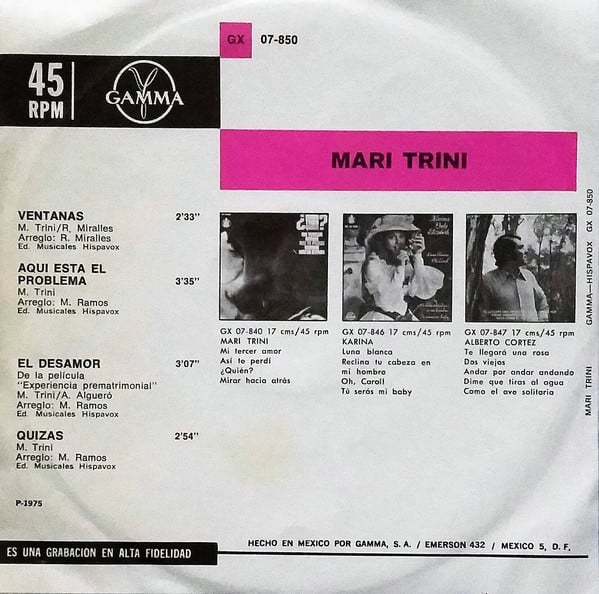 GX 07-850
45
RPM
GAMMA
MARI TRINI
VENTANAS 2'33"
M. Trini/R. Miralles
Arreglo: R. Miralles
Ed. Musicales Hispavox
AQUI ESTA EL
PROBLEMA 3'35"
M. Trini
Arreglo: M. Ramos
Ed. Musicales Hispavox
EL DESAMOR 3'07"
De la película
"Experiencia prematrimonial"
M. Trini/A. Algueró
Arreglo: M. Ramos
Ed. Musicales Hispavox
QUIZAS 2'54"
M. Trini
Arreglo: M. Ramos
Ed. Musicales Hispavox
P-1975
¿?
GX 07-840 17 cms/45 rpm
MARI TRINI
Mi tercer amor
Así te perdí
¿Quién?
Mirar hacia atrás
GX 07-846 17 cms/45 rpm
KARINA
Luna blanca
Reclina tu cabeza en
mi hombro
Oh, Caroll
Tú serás mi baby
GX 07-847 17 cms/45 rpm
ALBERTO CORTEZ
Te llegará una rosa
Dos viejos
Andar por andar andando
Dime que tiras al agua
Como el ave solitaria
MARI TRINI GAMMA—HISPAVOX GX 07-850
ES UNA GRABACION EN ALTA FIDELIDAD
HECHO EN MEXICO POR GAMMA, S. A. / EMERSON 432 / MEXICO 5, D. F.